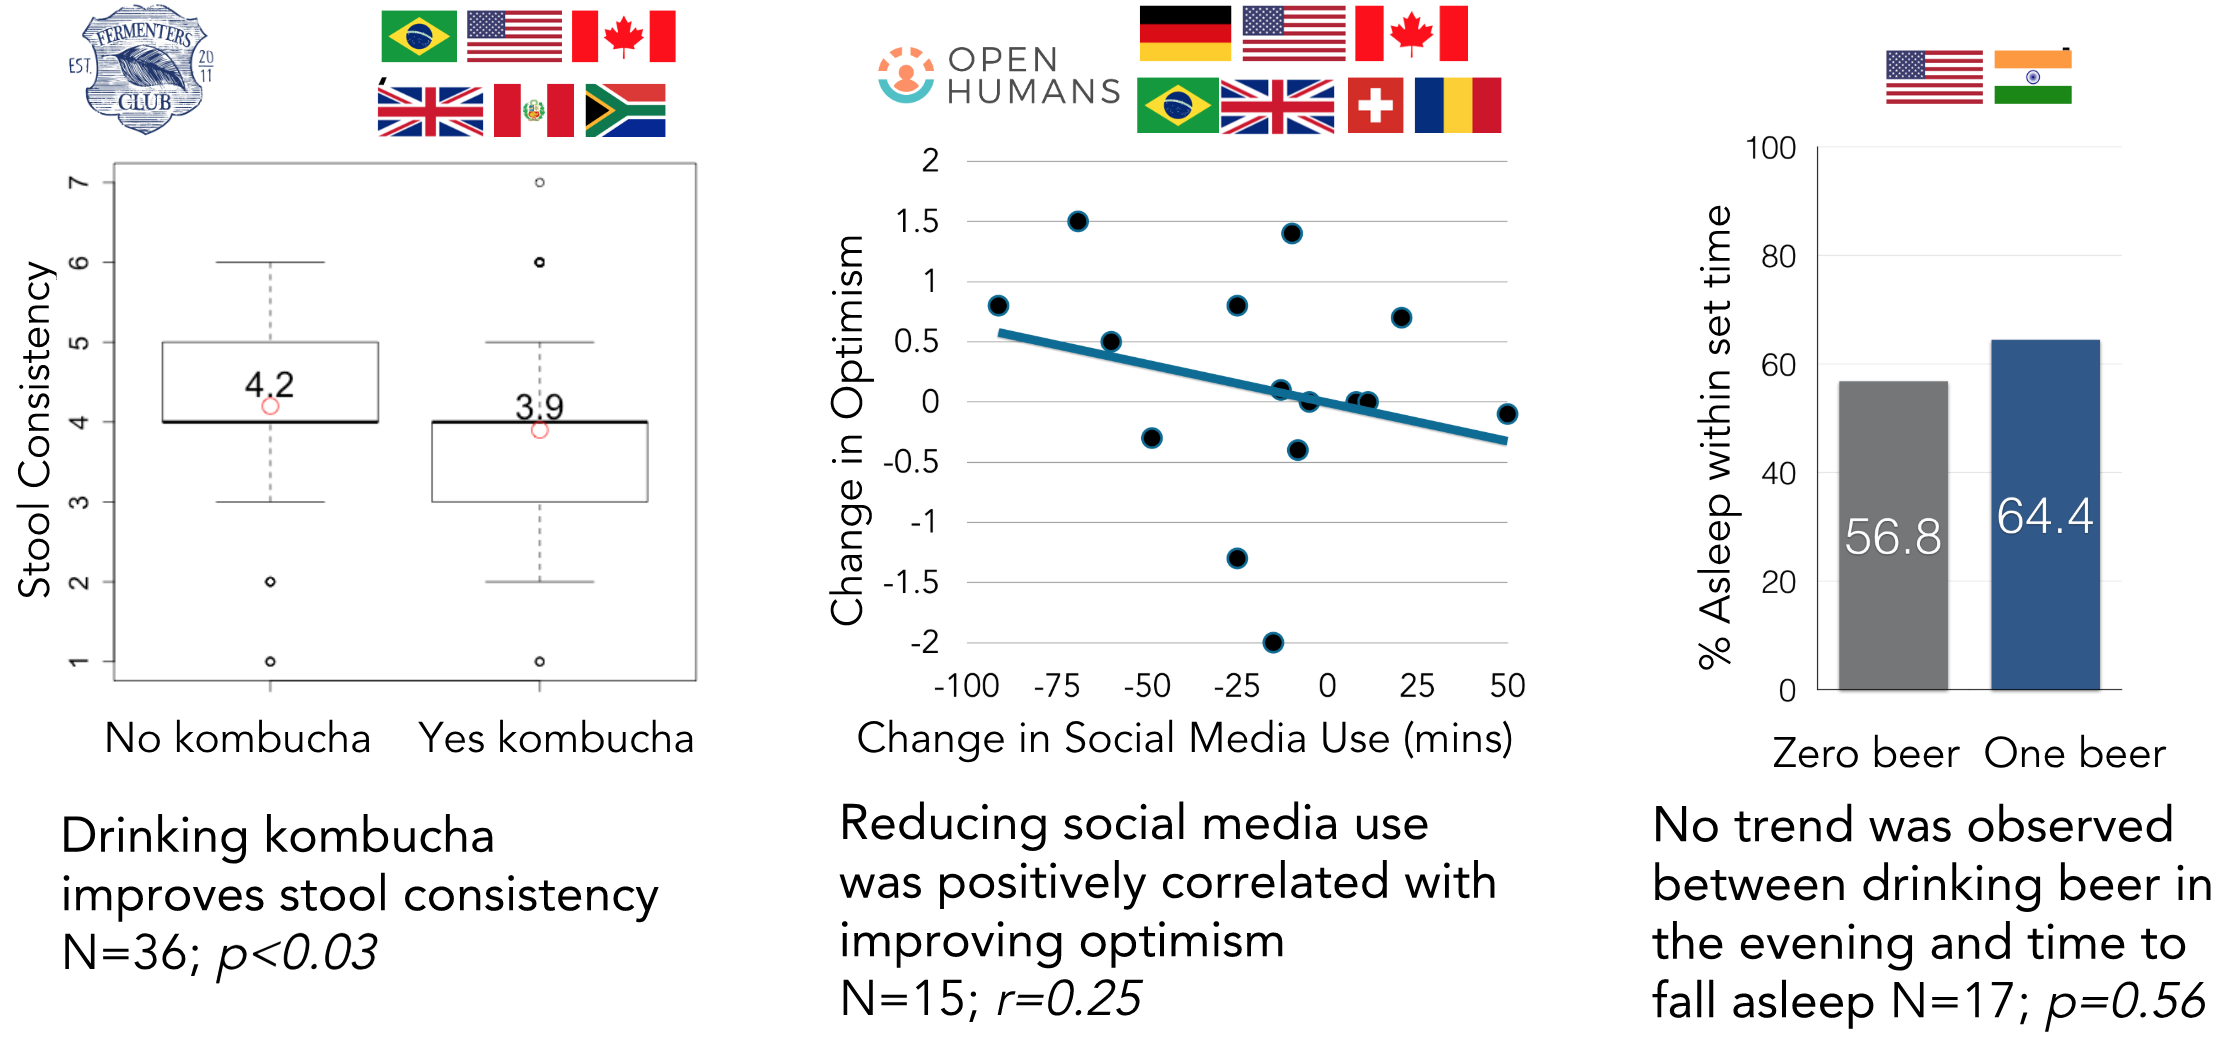 FERMENTERS
EST. 20 11
CLUB
7
6
5
4
3
2
1
Stool Consistency
4.2
3.9
No kombucha Yes kombucha
Drinking kombucha
improves stool consistency
N=36; p<0.03
OPEN
HUMANS
2
1.5
1
0.5
0
-0.5
-1
-1.5
-2
Change in Optimism
-100 -75 -50 -25 0 25 50
Change in Social Media Use (mins)
Reducing social media use
was positively correlated with
improving optimism
N=15; r=0.25
100
80
60
40
20
0
% Asleep within set time
56.8
64.4
Zero beer One beer
No trend was observed
between drinking beer in
the evening and time to
fall asleep N=17; p=0.56